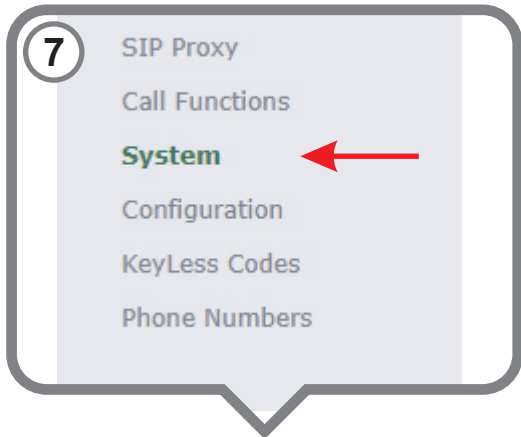 7
SIP Proxy
Call Functions
System
Configuration
KeyLess Codes
Phone Numbers